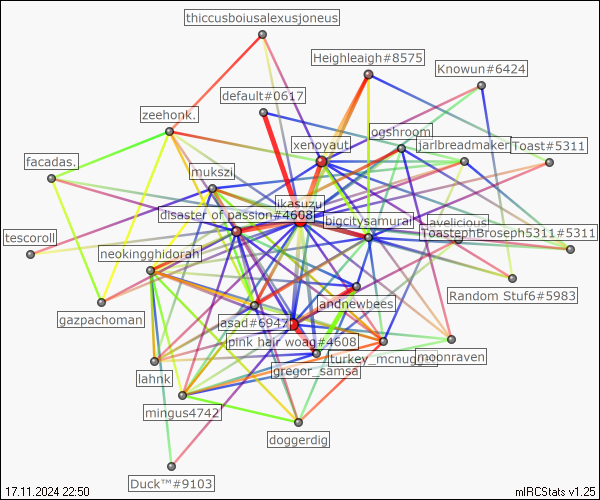 thiccusboiusalexusjoneus
Heighleaigh#8575
Knowun#6424
default#0617
zeehonk.
ogshroom
xenoyaut
jarlbreadmaker
Toast#5311
facadas.
mukszi
ikasuzu
disaster of passion#4608
bigcitysamurai
tescoroll
ToastephBroseph5311#5311
neokingghidorah
Random Stuf6#5983
andnewbees
gazpachoman
asad#6947
pink hair woag#4608
moonraven
gregor_samsa
lahnk
mingus4742
doggerdig
Duck™#9103
17.11.2024 22:50
mIRCStats v1.25